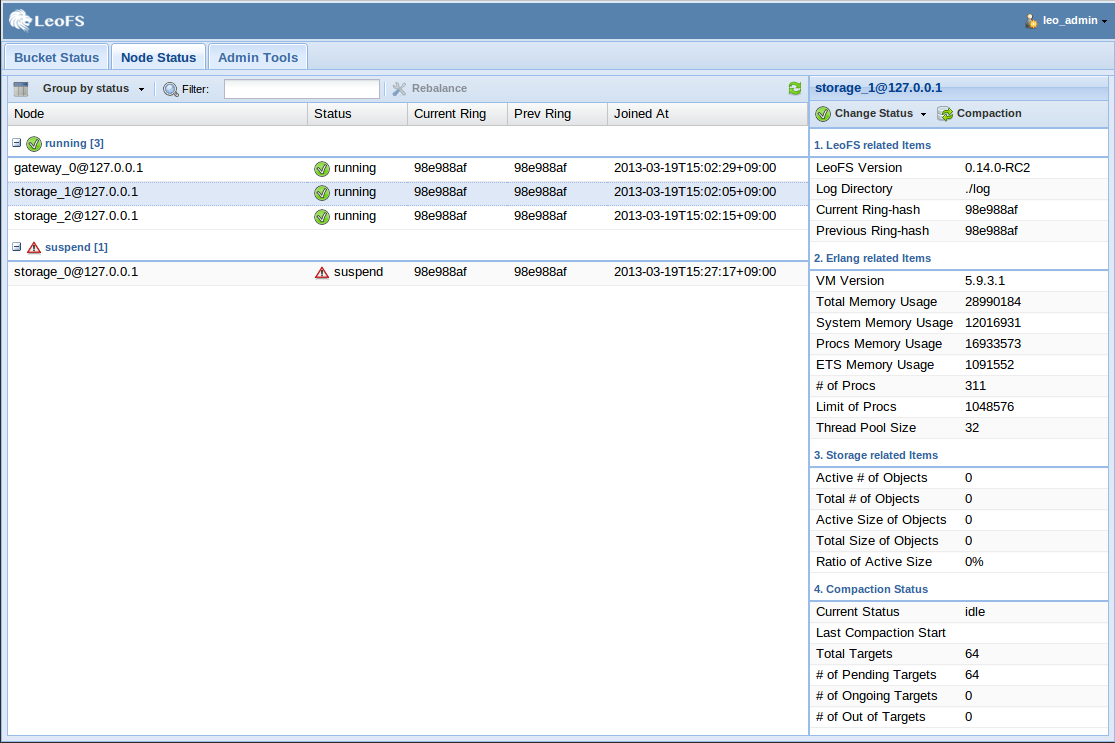 LeoFS
leo_admin
Bucket Status Node Status Admin Tools
Group by status Filter: Rebalance
Node Status Current Ring Prev Ring Joined At
running [3]
gateway_0@127.0.0.1 running 98e988af 98e988af 2013-03-19T15:02:29+09:00
storage_1@127.0.0.1 running 98e988af 98e988af 2013-03-19T15:02:05+09:00
storage_2@127.0.0.1 running 98e988af 98e988af 2013-03-19T15:02:15+09:00
suspend [1]
storage_0@127.0.0.1 suspend 98e988af 98e988af 2013-03-19T15:27:17+09:00
storage_1@127.0.0.1
Change Status Compaction
1. LeoFS related Items
LeoFS Version 0.14.0-RC2
Log Directory ./log
Current Ring-hash 98e988af
Previous Ring-hash 98e988af
2. Erlang related Items
VM Version 5.9.3.1
Total Memory Usage 28990184
System Memory Usage 12016931
Procs Memory Usage 16933573
ETS Memory Usage 1091552
# of Procs 311
Limit of Procs 1048576
Thread Pool Size 32
3. Storage related Items
Active # of Objects 0
Total # of Objects 0
Active Size of Objects 0
Total Size of Objects 0
Ratio of Active Size 0%
4. Compaction Status
Current Status idle
Last Compaction Start
Total Targets 64
# of Pending Targets 64
# of Ongoing Targets 0
# of Out of Targets 0